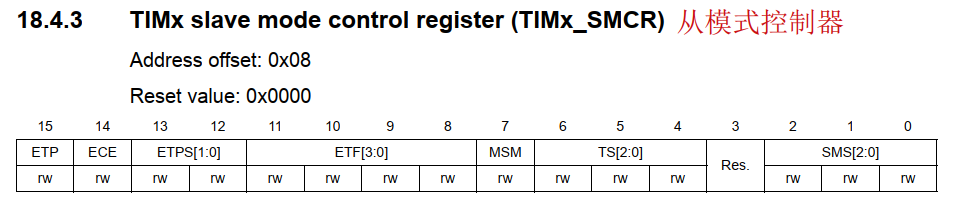 18.4.3 TIMx slave mode control register (TIMx_SMCR) 从模式控制器
Address offset: 0x08
Reset value: 0x0000
15 14 13 12 11 10 9 8 7 6 5 4 3 2 1 0
ETP ECE ETPS[1:0] ETF[3:0] MSM TS[2:0] Res. SMS[2:0]
rw rw rw rw rw rw rw rw rw rw rw rw rw rw rw